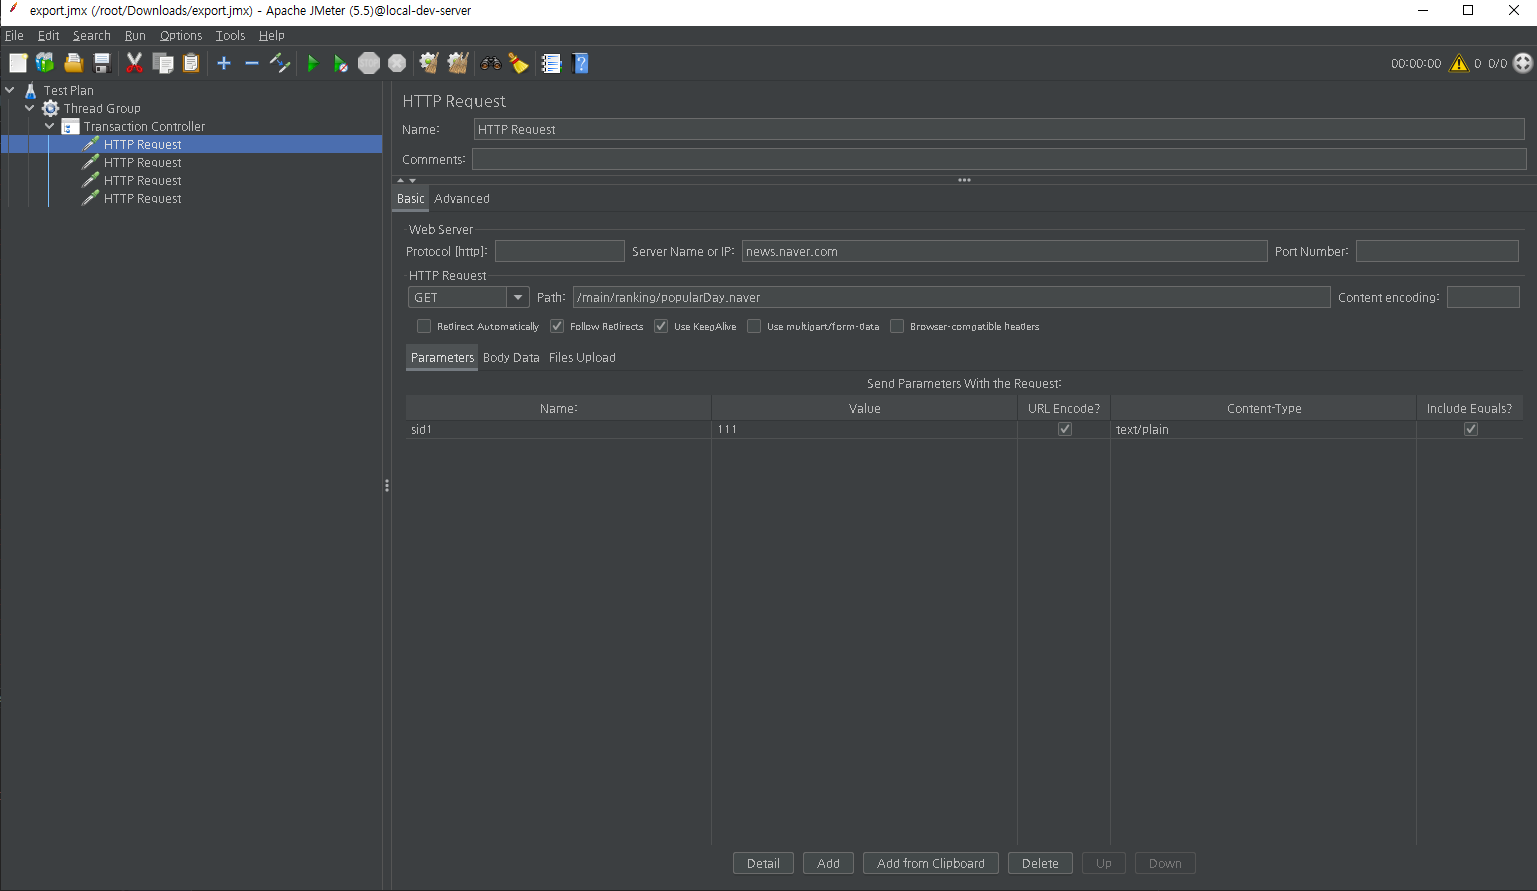 export.jmx (/root/Downloads/export.jmx) - Apache JMeter (5.5)@local-dev-server
File Edit Search Run Options Tools Help
00:00:00 0 0/0
Test Plan
Thread Group
Transaction Controller
HTTP Request
HTTP Request
HTTP Request
HTTP Request
HTTP Request
Name: HTTP Request
Comments:
Basic Advanced
Web Server
Protocol [http]: Server Name or IP: news.naver.com Port Number:
HTTP Request
GET Path: /main/ranking/popularDay.naver Content encoding:
Redirect Automatically Follow Redirects Use KeepAlive Use multipart/form-data Browser-compatible headers
Parameters Body Data Files Upload
Send Parameters With the Request:
Name: Value URL Encode? Content-Type Include Equals?
sid1 111 text/plain
Detail Add Add from Clipboard Delete Up Down